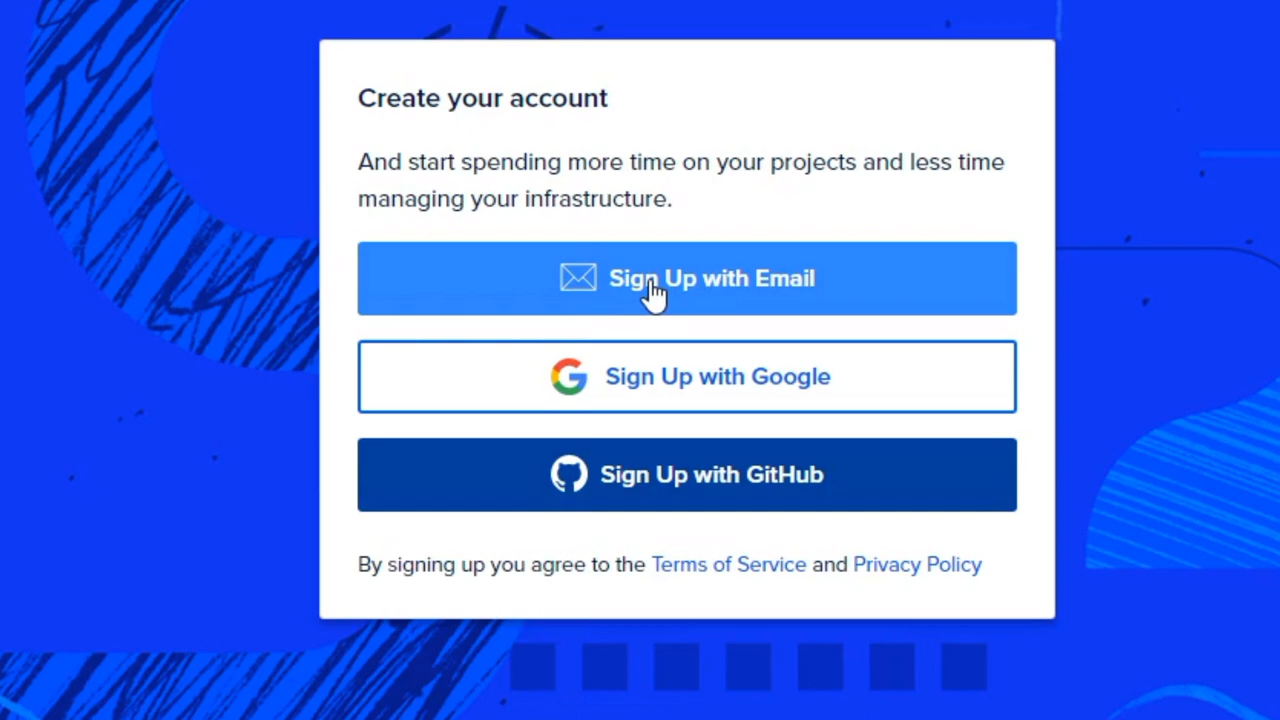 Create your account
And start spending more time on your projects and less time
managing your infrastructure.
Sign Up with Email
Sign Up with Google
Sign Up with GitHub
By signing up you agree to the Terms of Service and Privacy Policy